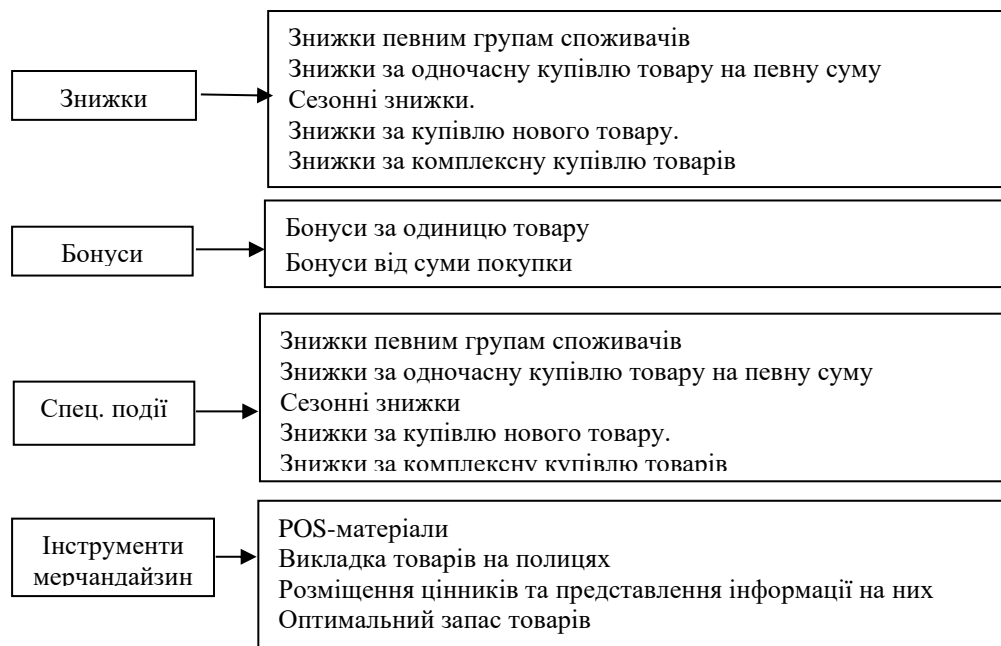 Знижки
Знижки певним групам споживачів
Знижки за одночасну купівлю товару на певну суму
Сезонні знижки.
Знижки за купівлю нового товару.
Знижки за комплексну купівлю товарів
Бонуси
Бонуси за одиницю товару
Бонуси від суми покупки
Спец. події
Знижки певним групам споживачів
Знижки за одночасну купівлю товару на певну суму
Сезонні знижки
Знижки за купівлю нового товару.
Знижки за комплексну купівлю товарів
Інструменти
мерчандайзин
POS-матеріали
Викладка товарів на полицях
Розміщення цінників та представлення інформації на них
Оптимальний запас товарів